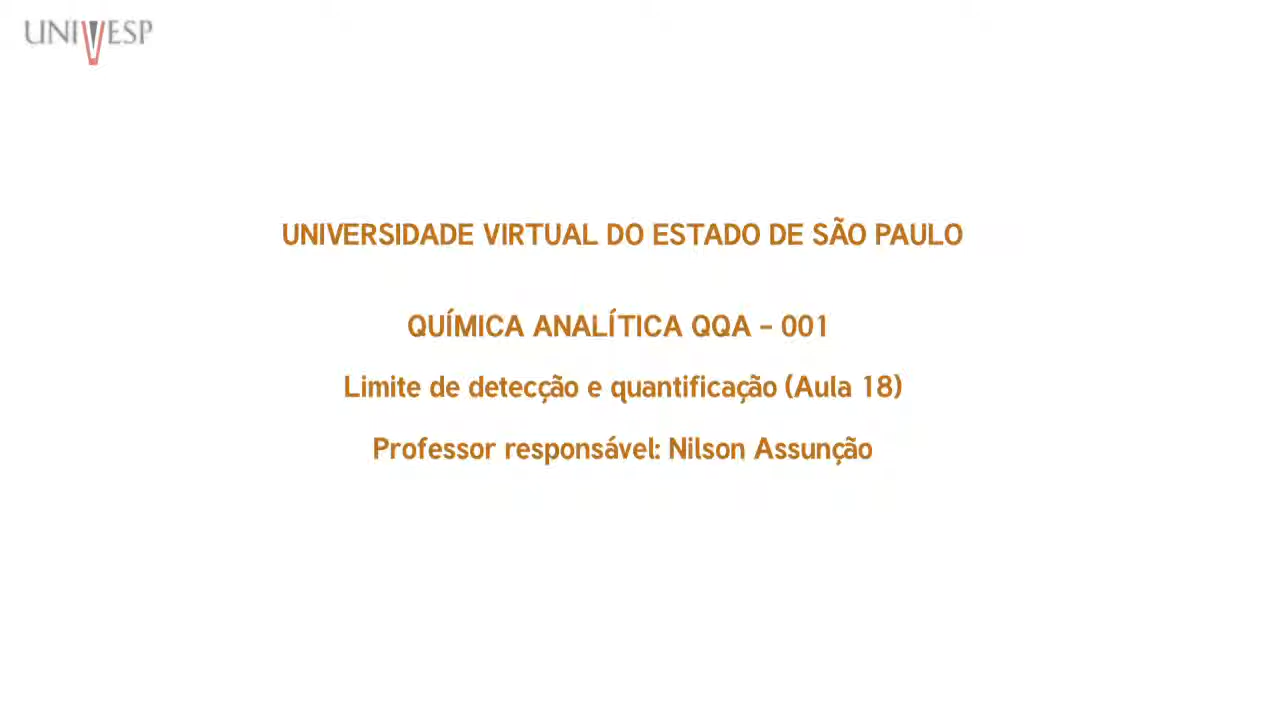 UNIVESP
UNIVERSIDADE VIRTUAL DO ESTADO DE SÃO PAULO
QUÍMICA ANALÍTICA QQA – 001
Limite de detecção e quantificação (Aula 18)
Professor responsável: Nilson Assunção